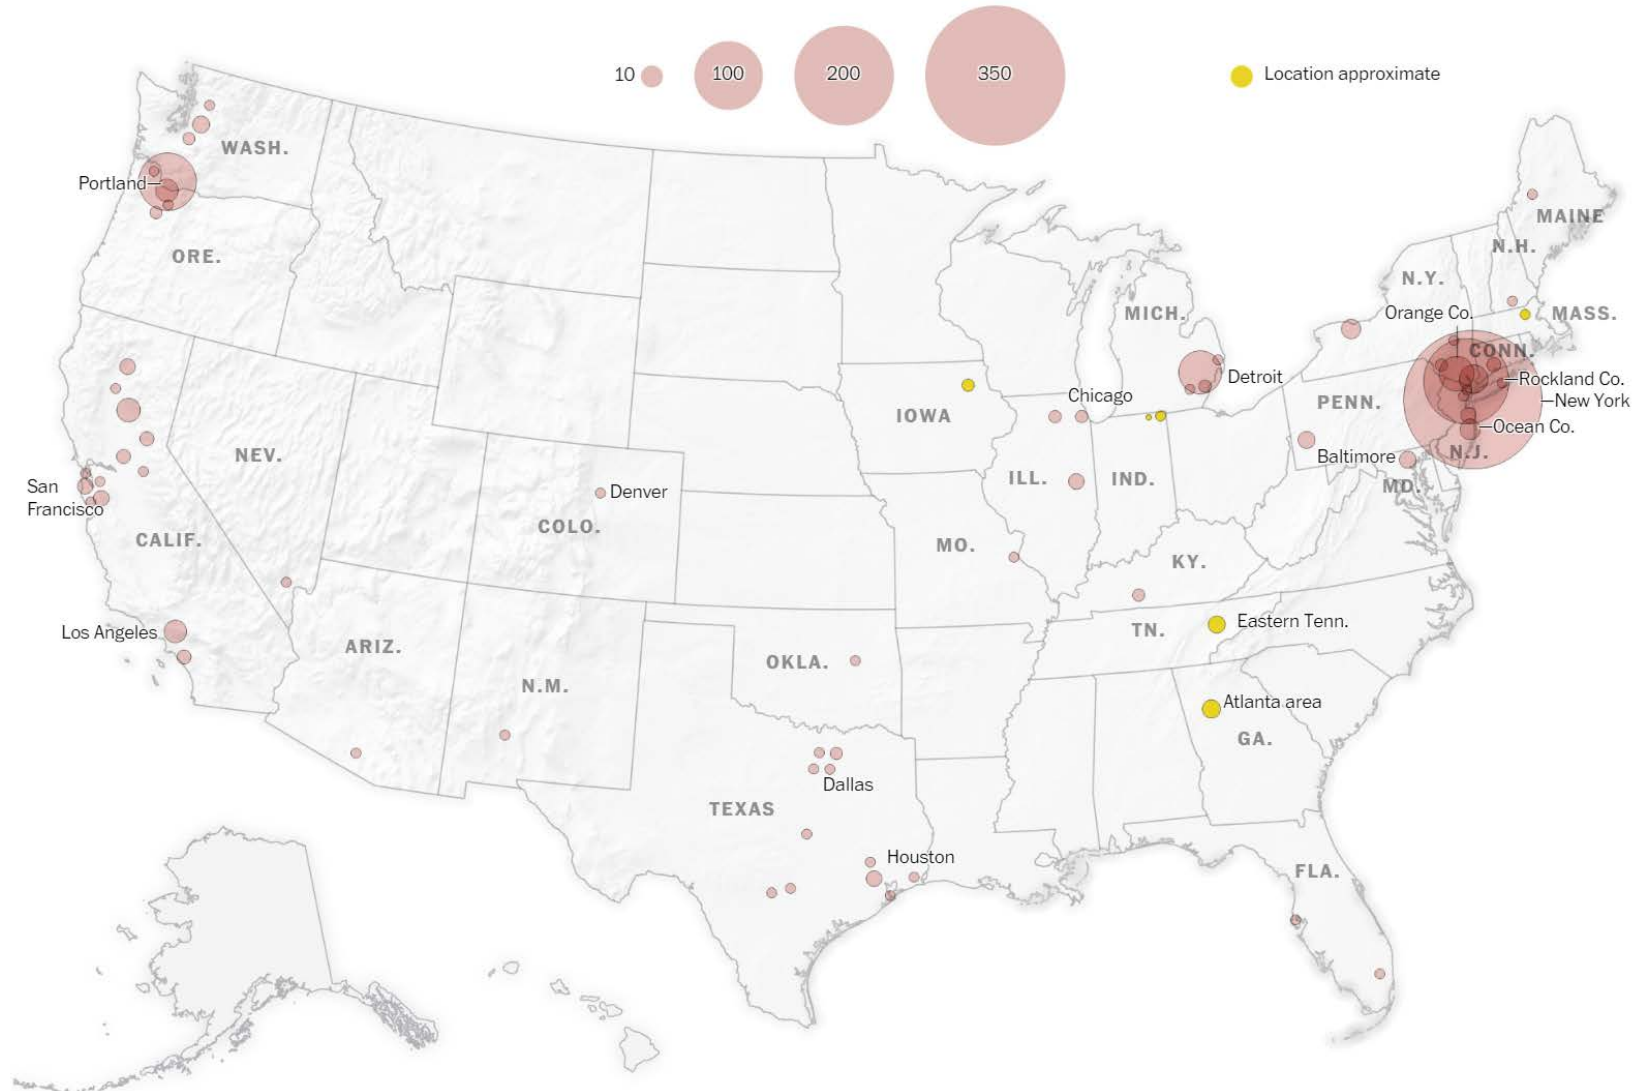 10
100
200
350
Location approximate
WASH.
Portland
MAINE
ORE.
N.H.
N.Y.
MICH.
Orange Co.
MASS.
CONN.
Detroit
Rockland Co.
Chicago
New York
IOWA
PENN.
Ocean Co.
NEV.
Baltimore
N.J.
San
Francisco
Denver
ILL.
IND.
MD.
COLO.
CALIF.
MO.
KY.
Los Angeles
Eastern Tenn.
TN.
ARIZ.
OKLA.
N.M.
Atlanta area
GA.
Dallas
TEXAS
Houston
FLA.